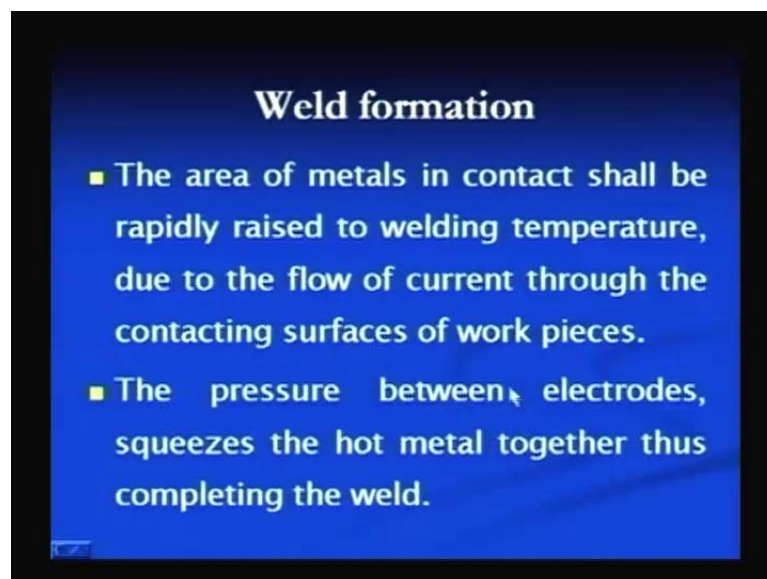 Weld formation
The area of metals in contact shall be
rapidly raised to welding temperature,
due to the flow of current through the
contacting surfaces of work pieces.
The pressure between electrodes,
squeezes the hot metal together thus
completing the weld.